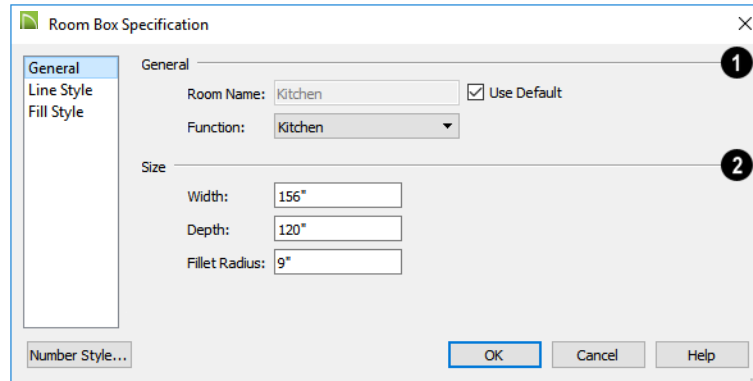 Room Box Specification
General
Line Style
Fill Style
General
1
Room Name: Kitchen Use Default
Function: Kitchen
Size
2
Width: 156"
Depth: 120"
Fillet Radius: 9"
Number Style... OK Cancel Help